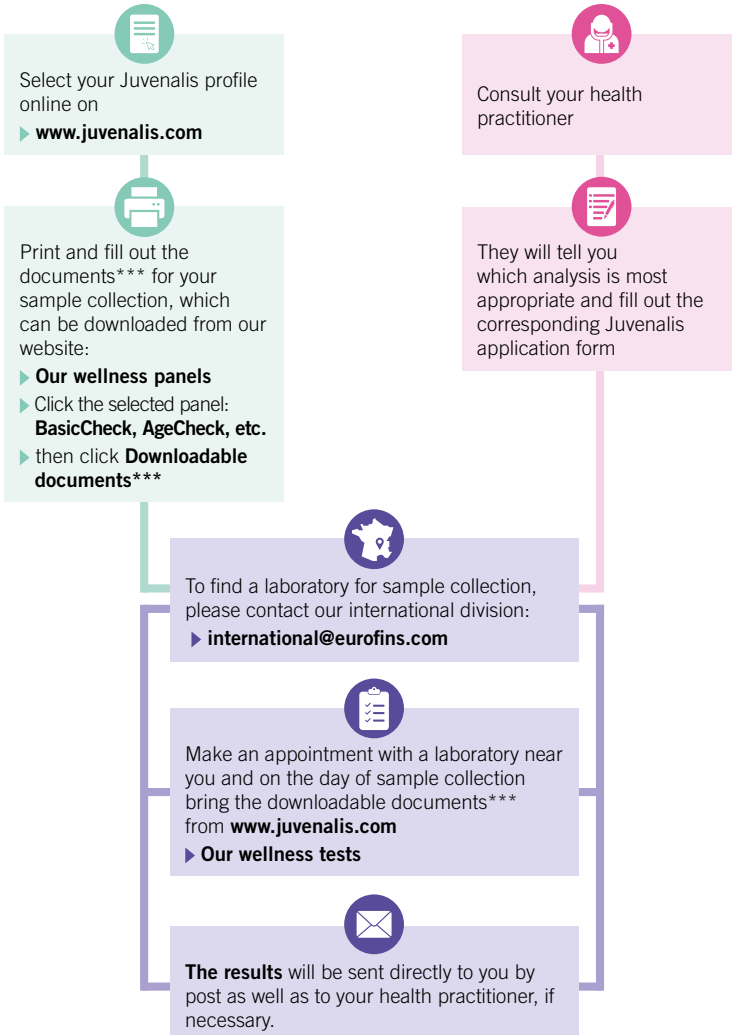 Select your Juvenalis profile
online on
www.juvenalis.com
Print and fill out the
documents*** for your
sample collection, which
can be downloaded from our
website:
Our wellness panels
Click the selected panel:
BasicCheck, AgeCheck, etc.
then click Downloadable
documents***
Consult your health
practitioner
They will tell you
which analysis is most
appropriate and fill out the
corresponding Juvenalis
application form
To find a laboratory for sample collection,
please contact our international division:
international@eurofins.com
Make an appointment with a laboratory near
you and on the day of sample collection
bring the downloadable documents***
from www.juvenalis.com
Our wellness tests
The results will be sent directly to you by
post as well as to your health practitioner, if
necessary.